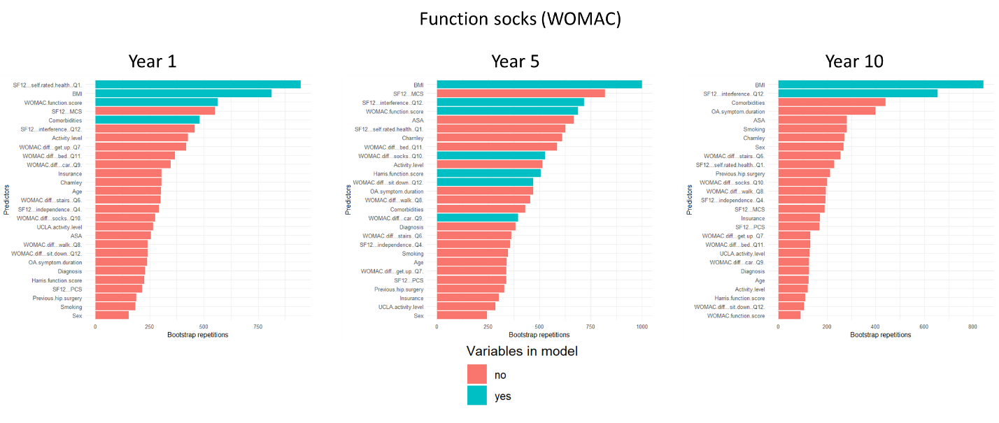 Function socks (WOMAC)
Year 1
SF12...self.rated.health..Q1.
BMI
WOMAC.function.score
SF12...MCS
Comorbidities
SF12...interference..Q12.
Activity.level
WOMAC.diff...get.up..Q7.
WOMAC.diff...bed..Q11.
WOMAC.diff...car..Q9.
Insurance
Charnley
Age
WOMAC.diff...stairs..Q6.
SF12...independence..Q4.
WOMAC.diff...socks..Q10.
UCLA.activity.level
ASA
WOMAC.diff...walk..Q8.
WOMAC.diff...sit.down..Q12.
OA.symptom.duration
Diagnosis
Harris.function.score
SF12...PCS
Previous.hip.surgery
Smoking
Sex
Predictors
0 250 500 750
Bootstrap repetitions
Year 5
BMI
SF12...MCS
SF12...interference..Q12.
WOMAC.function.score
ASA
SF12...self.rated.health..Q1.
Charnley
WOMAC.diff...bed..Q11.
WOMAC.diff...socks..Q10.
Activity.level
Harris.function.score
WOMAC.diff...sit.down..Q12.
OA.symptom.duration
WOMAC.diff...walk..Q8.
Comorbidities
WOMAC.diff...car..Q9.
Diagnosis
WOMAC.diff...stairs..Q6.
SF12...independence..Q4.
Smoking
Age
WOMAC.diff...get.up..Q7.
SF12...PCS
Previous.hip.surgery
Insurance
UCLA.activity.level
Sex
Predictors
0 250 500 750 1000
Bootstrap repetitions
Year 10
BMI
SF12...interference..Q12.
Comorbidities
OA.symptom.duration
ASA
Smoking
Charnley
Sex
WOMAC.diff...stairs..Q6.
SF12...self.rated.health..Q1.
Previous.hip.surgery
WOMAC.diff...socks..Q10.
WOMAC.diff...walk..Q8.
SF12...independence..Q4.
SF12...MCS
Insurance
SF12...PCS
WOMAC.diff...get.up..Q7.
WOMAC.diff...bed..Q11.
UCLA.activity.level
WOMAC.diff...car..Q9.
Diagnosis
Age
Activity.level
Harris.function.score
WOMAC.diff...sit.down..Q12.
WOMAC.function.score
Predictors
0 200 400 600 800
Bootstrap repetitions
Variables in model
no
yes